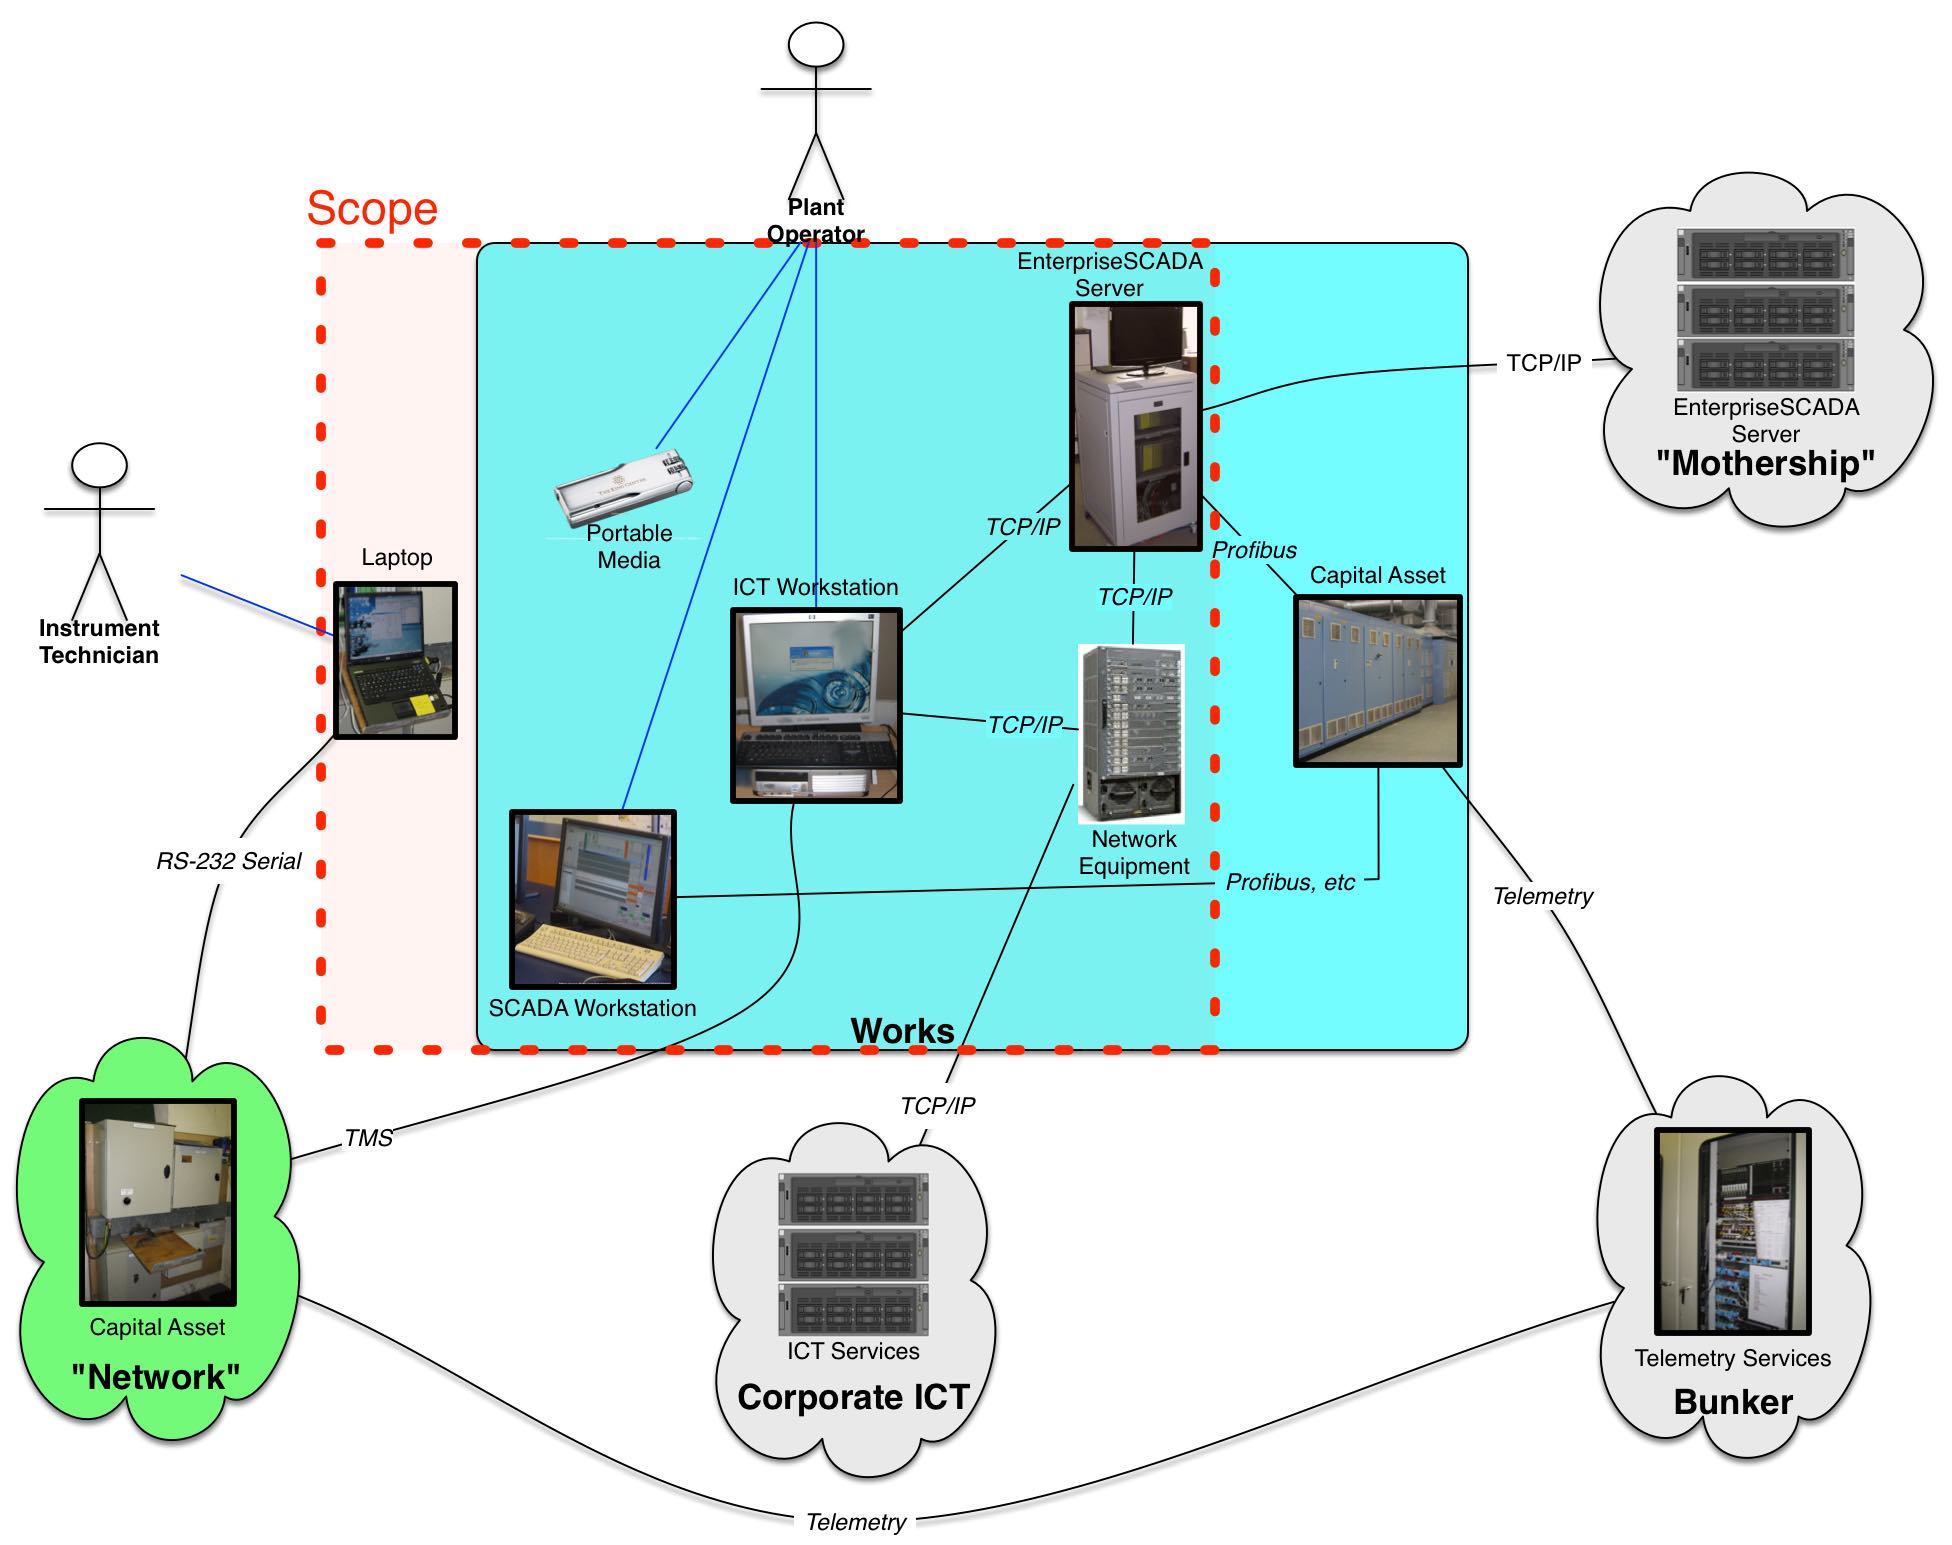 Scope
Plant
Operator
EnterpriseSCADA
Server
TCP/IP
EnterpriseSCADA
Server
"Mothership"
Portable
Media
TCP/IP
Profibus
Laptop
ICT Workstation
TCP/IP
Capital Asset
Instrument
Technician
TCP/IP
Network
Equipment
RS-232 Serial
Profibus, etc
Telemetry
SCADA Workstation
Works
TCP/IP
TMS
Capital Asset
"Network"
ICT Services
Corporate ICT
Telemetry Services
Bunker
Telemetry